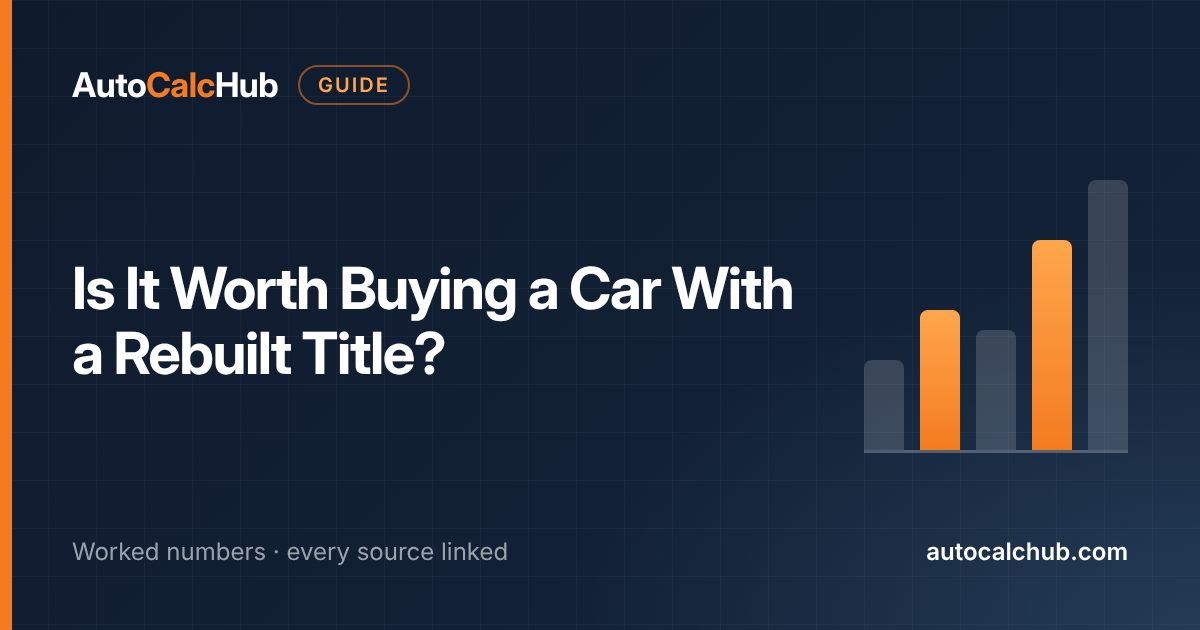 AutoCalcHub GUIDE
Is It Worth Buying a Car With
a Rebuilt Title?
Worked numbers · every source linked
autocalchub.com